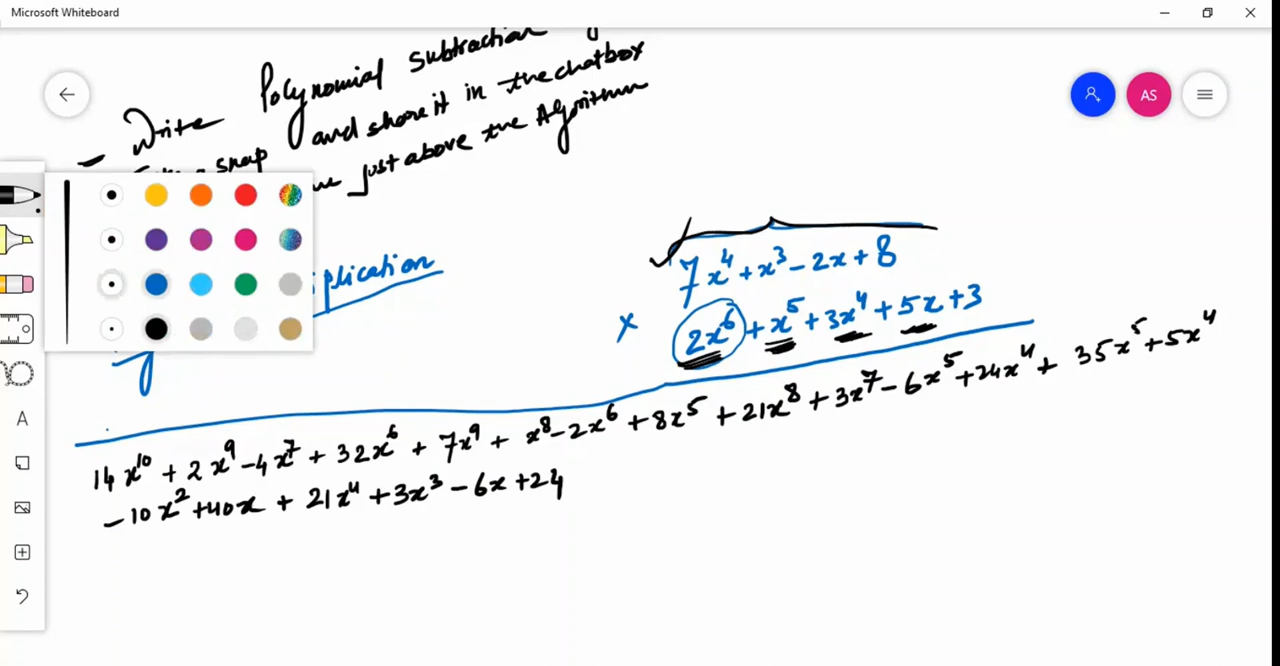 Microsoft Whiteboard
Polynomial subtraction
- Write and share it in the chatbox
snap just above the Algorithm
AS
plication
7x⁴ + x³ - 2x + 8
× 2x⁶ + x⁵ + 3x⁴ + 5x + 3
14x¹⁰ + 2x⁹ - 4x⁷ + 32x⁶ + 7x⁹ + x⁸ - 2x⁶ + 8x⁵ + 21x⁸ + 3x⁷ - 6x⁵ + 24x⁴ + 35x⁵ + 5x⁴
- 10x² + 40x + 21x⁴ + 3x³ - 6x + 24
A